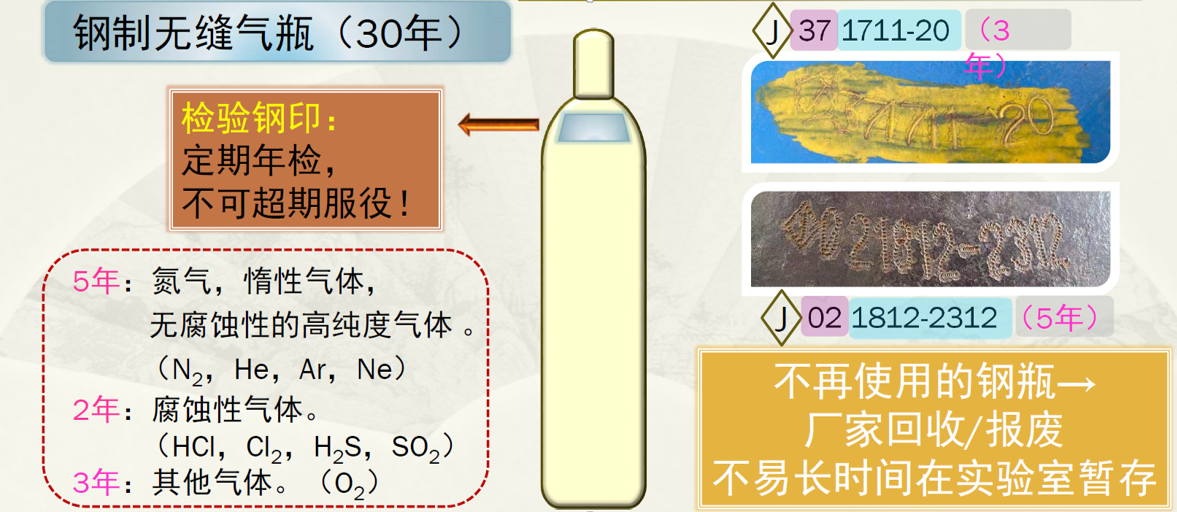 钢制无缝气瓶（30年）
检验钢印：
定期年检，
不可超期服役！
5年：氮气，惰性气体，
无腐蚀性的高纯度气体 。
（N₂，He，Ar，Ne）
2年：腐蚀性气体。
（HCl，Cl₂，H₂S，SO₂）
3年：其他气体。（O₂）
J 37 1711-20 （3
年）
371711 20
021812-2312
J 02 1812-2312 （5年）
不再使用的钢瓶→
厂家回收/报废
不易长时间在实验室暂存